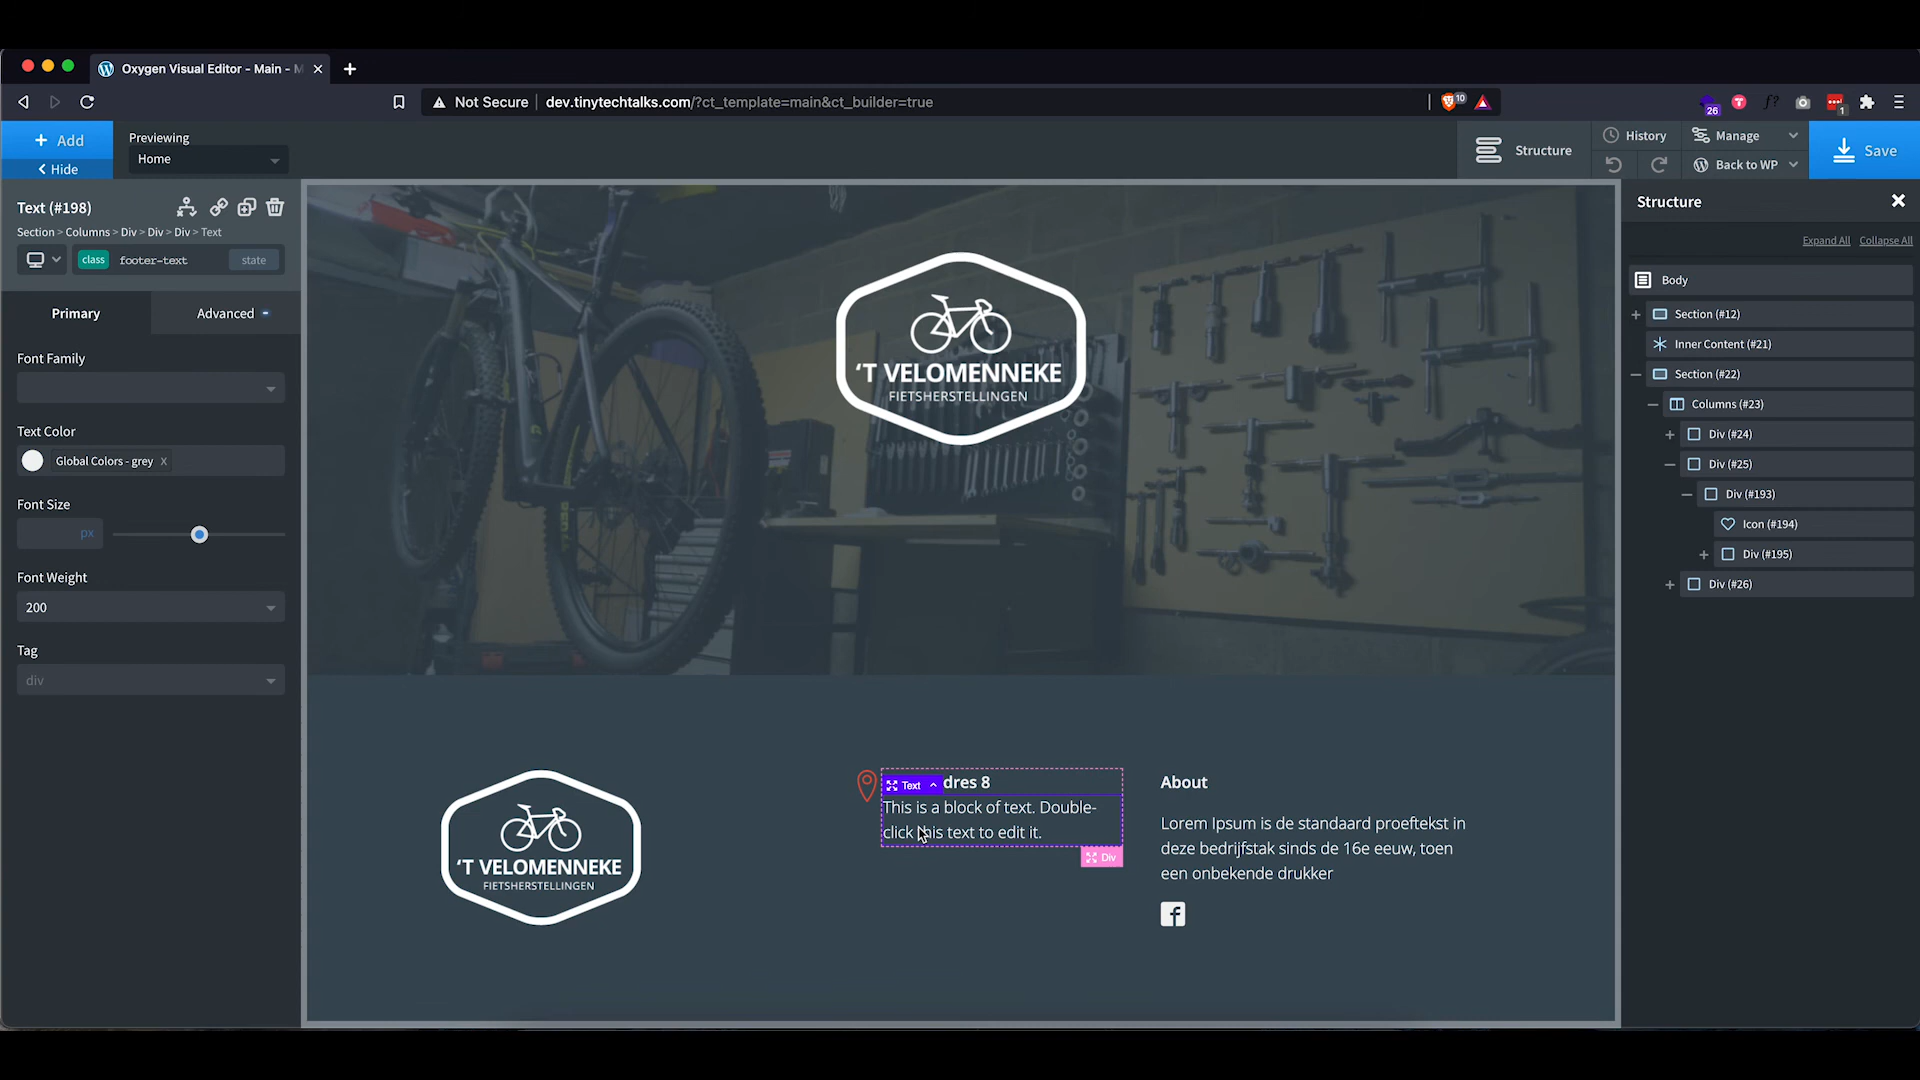 Oxygen Visual Editor - Main - M
Not Secure
dev.tinytechtalks.com/?ct_template=main&ct_builder=true
10
26
f?
1
+ Add
Hide
Previewing
Home
Structure
History
Manage
Back to WP
Save
Text (#198)
Section > Columns > Div > Div > Div > Text
class
footer-text
state
Primary
Advanced
Font Family
Text Color
Global Colors - grey x
Font Size
px
Font Weight
200
Tag
div
'T VELOMENNEKE
FIETSHERSTELLINGEN
'T VELOMENNEKE
FIETSHERSTELLINGEN
Text
dres 8
This is a block of text. Double-
click this text to edit it.
Div
About
Lorem Ipsum is de standaard proeftekst in
deze bedrijfstak sinds de 16e eeuw, toen
een onbekende drukker
Structure
Expand All
Collapse All
Body
Section (#12)
Inner Content (#21)
Section (#22)
Columns (#23)
Div (#24)
Div (#25)
Div (#193)
Icon (#194)
Div (#195)
Div (#26)